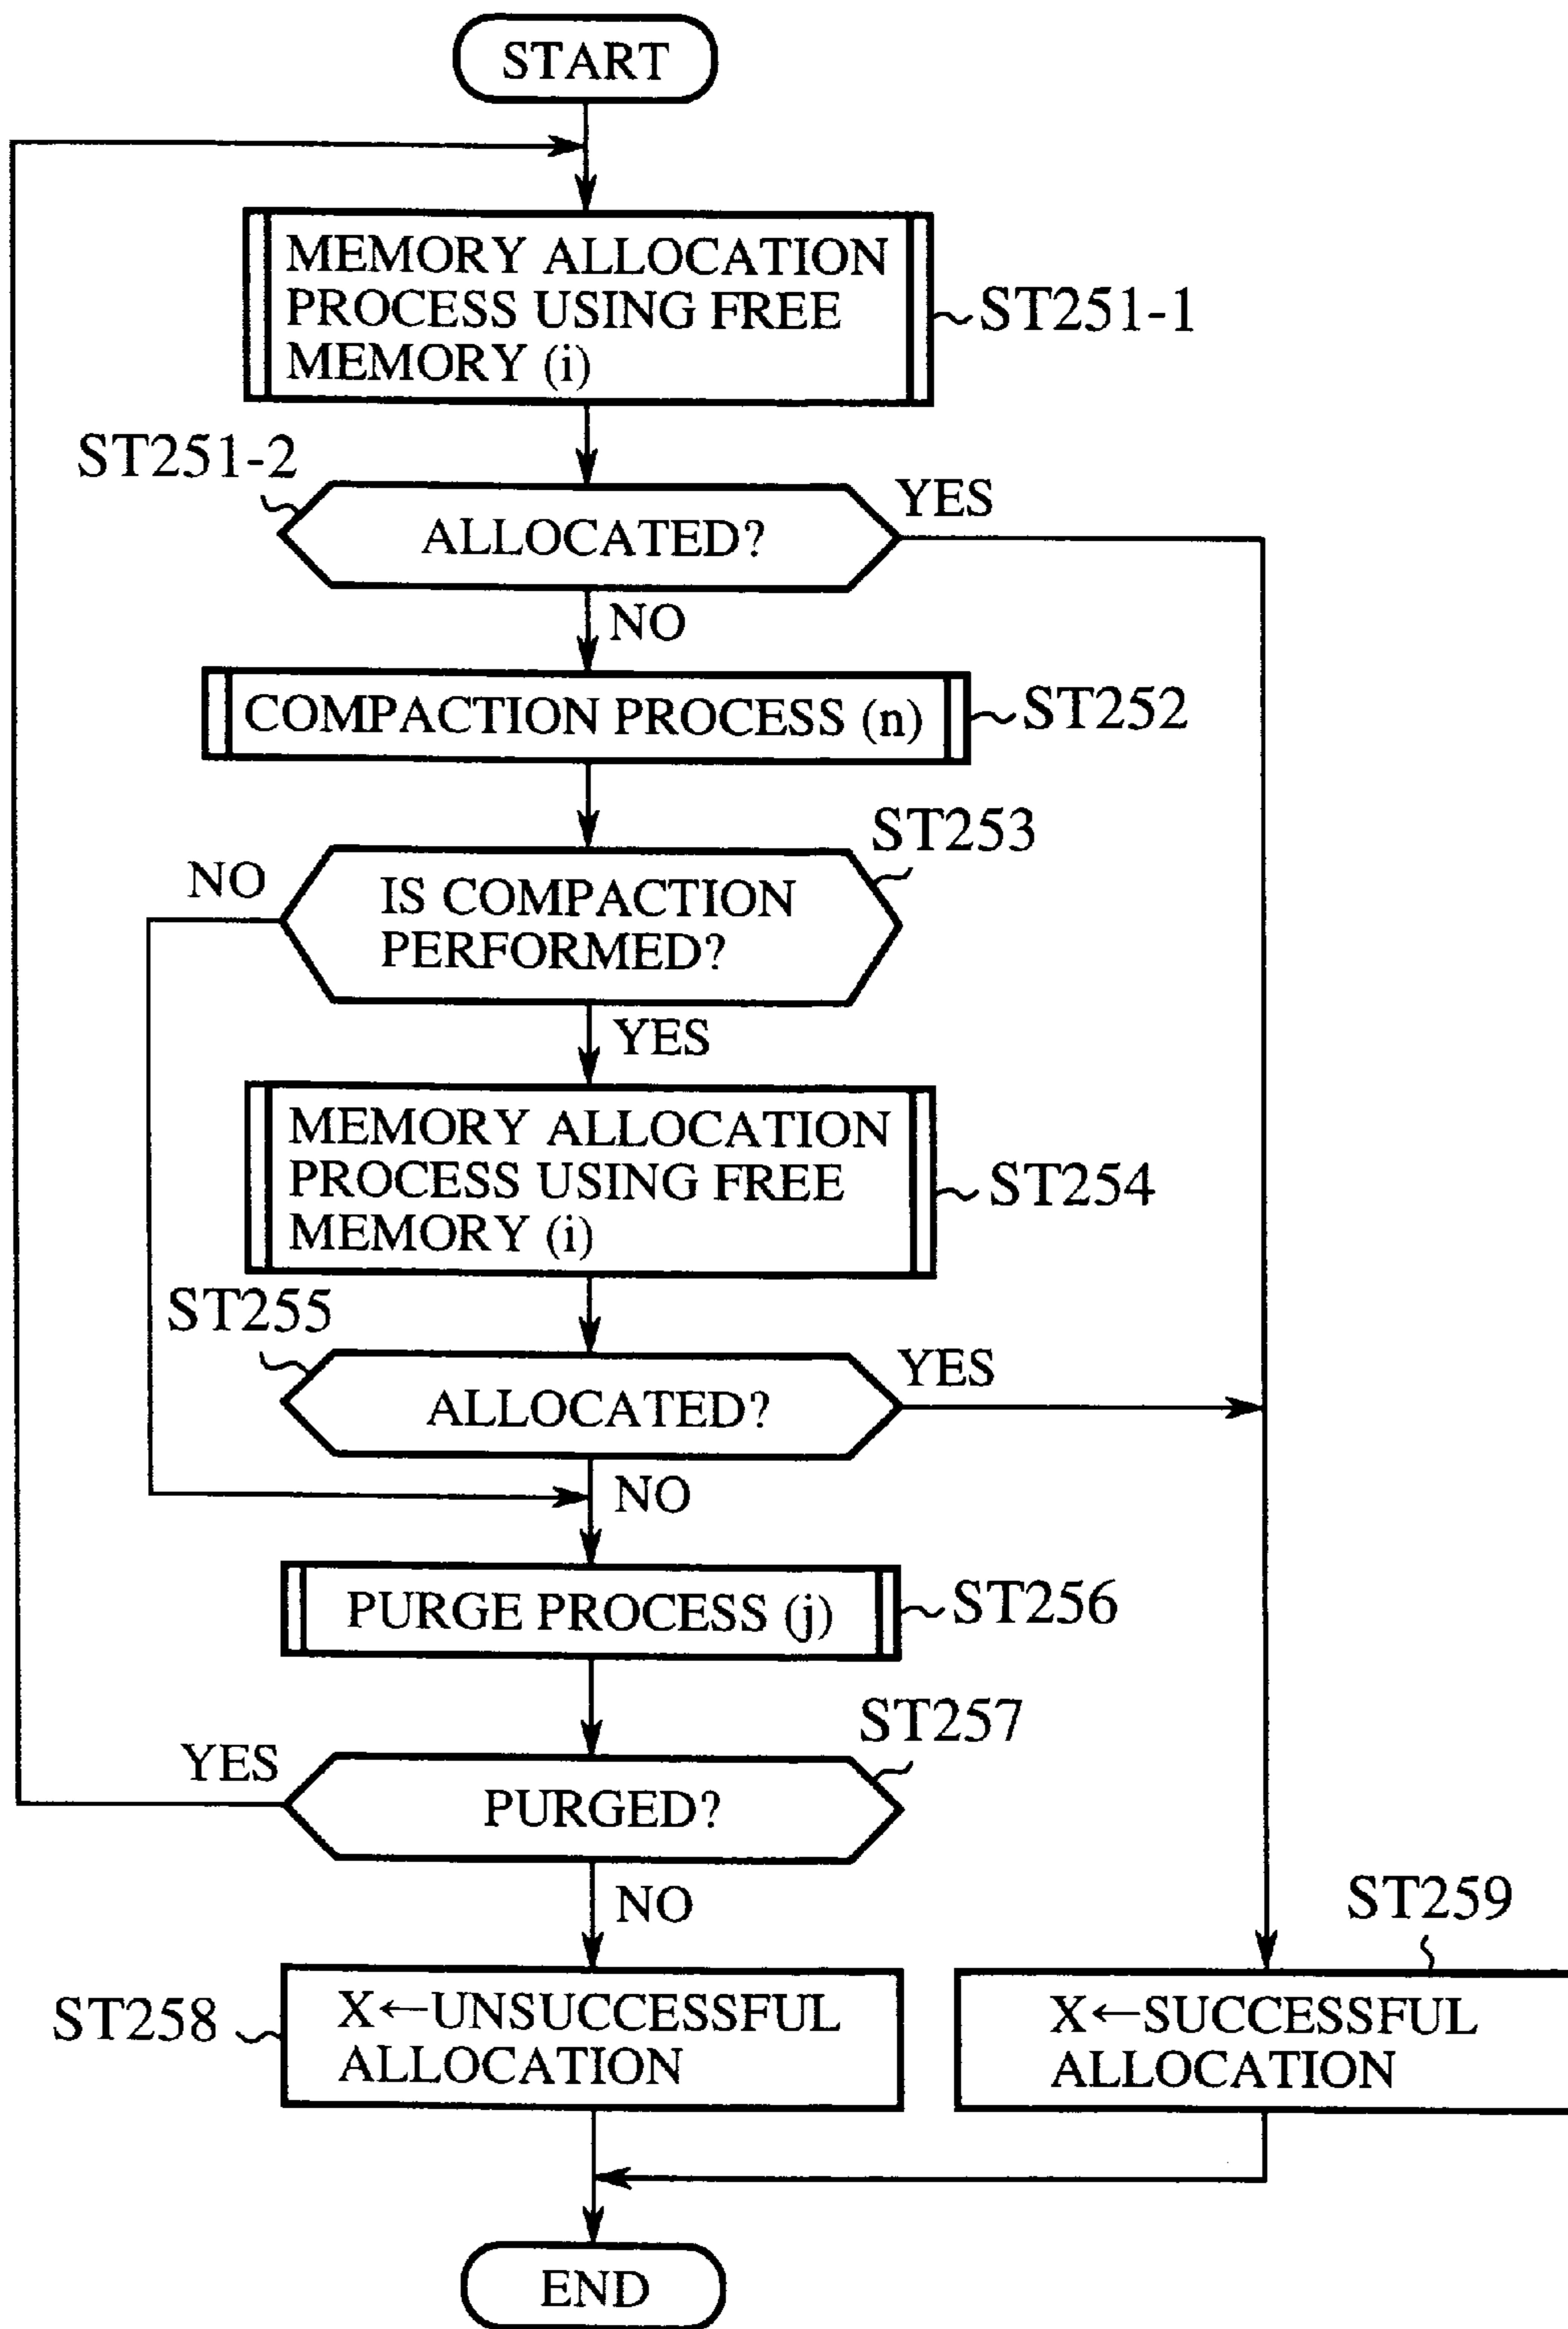 START
MEMORY ALLOCATION
PROCESS USING FREE
MEMORY (i)
ST251-1
ST251-2
ALLOCATED?
YES
NO
COMPACTION PROCESS (n)
ST252
ST253
NO
IS COMPACTION
PERFORMED?
YES
MEMORY ALLOCATION
PROCESS USING FREE
MEMORY (i)
ST254
ST255
ALLOCATED?
YES
NO
PURGE PROCESS (j)
ST256
ST257
YES
PURGED?
NO
ST258
X←UNSUCCESSFUL
ALLOCATION
ST259
X←SUCCESSFUL
ALLOCATION
END